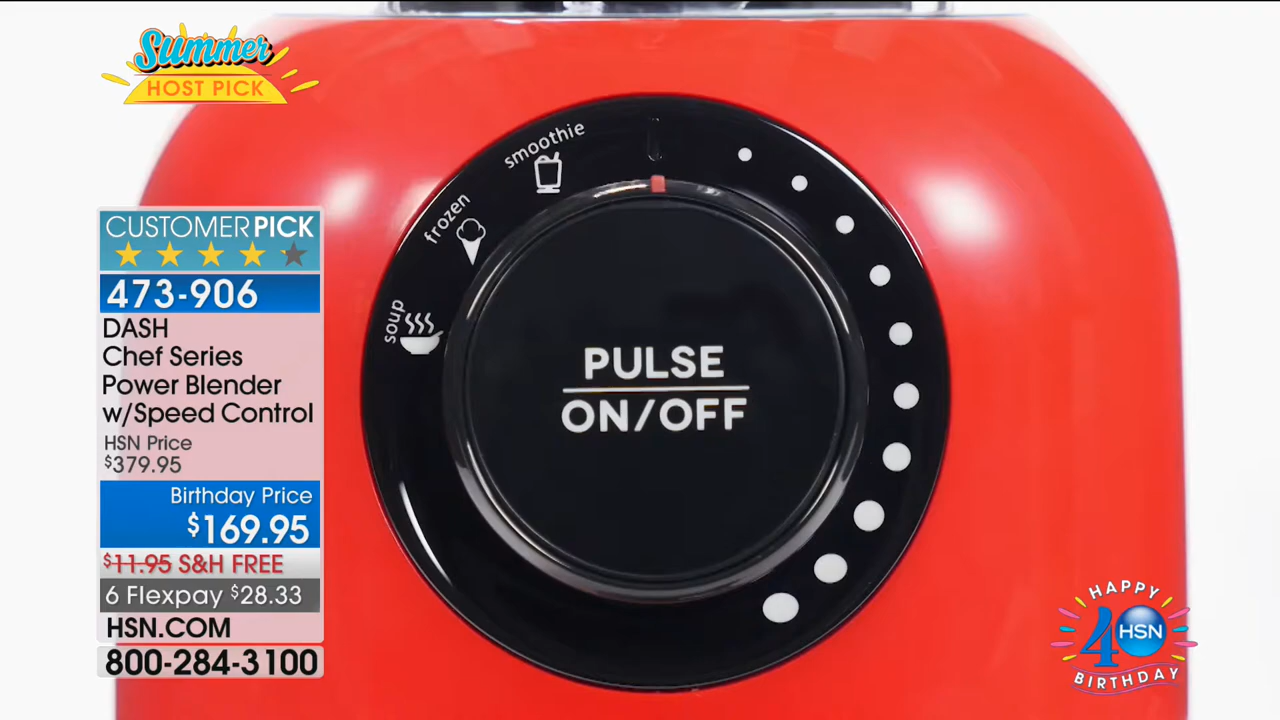 Summer
HOST PICK
CUSTOMER PICK
473-906
DASH
Chef Series
Power Blender
w/Speed Control
HSN Price
$379.95
Birthday Price
$169.95
$11.95 S&H FREE
6 Flexpay $28.33
HSN.COM
800-284-3100
smoothie
frozen
soup
PULSE
ON/OFF
HAPPY
40 HSN
BIRTHDAY